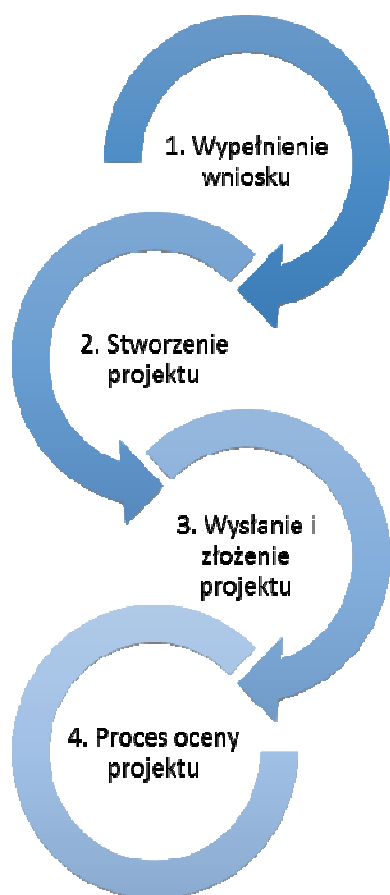 1. Wypełnienie
wniosku
2. Stworzenie
projektu
3. Wysłanie i
złożenie
projektu
4. Proces oceny
projektu